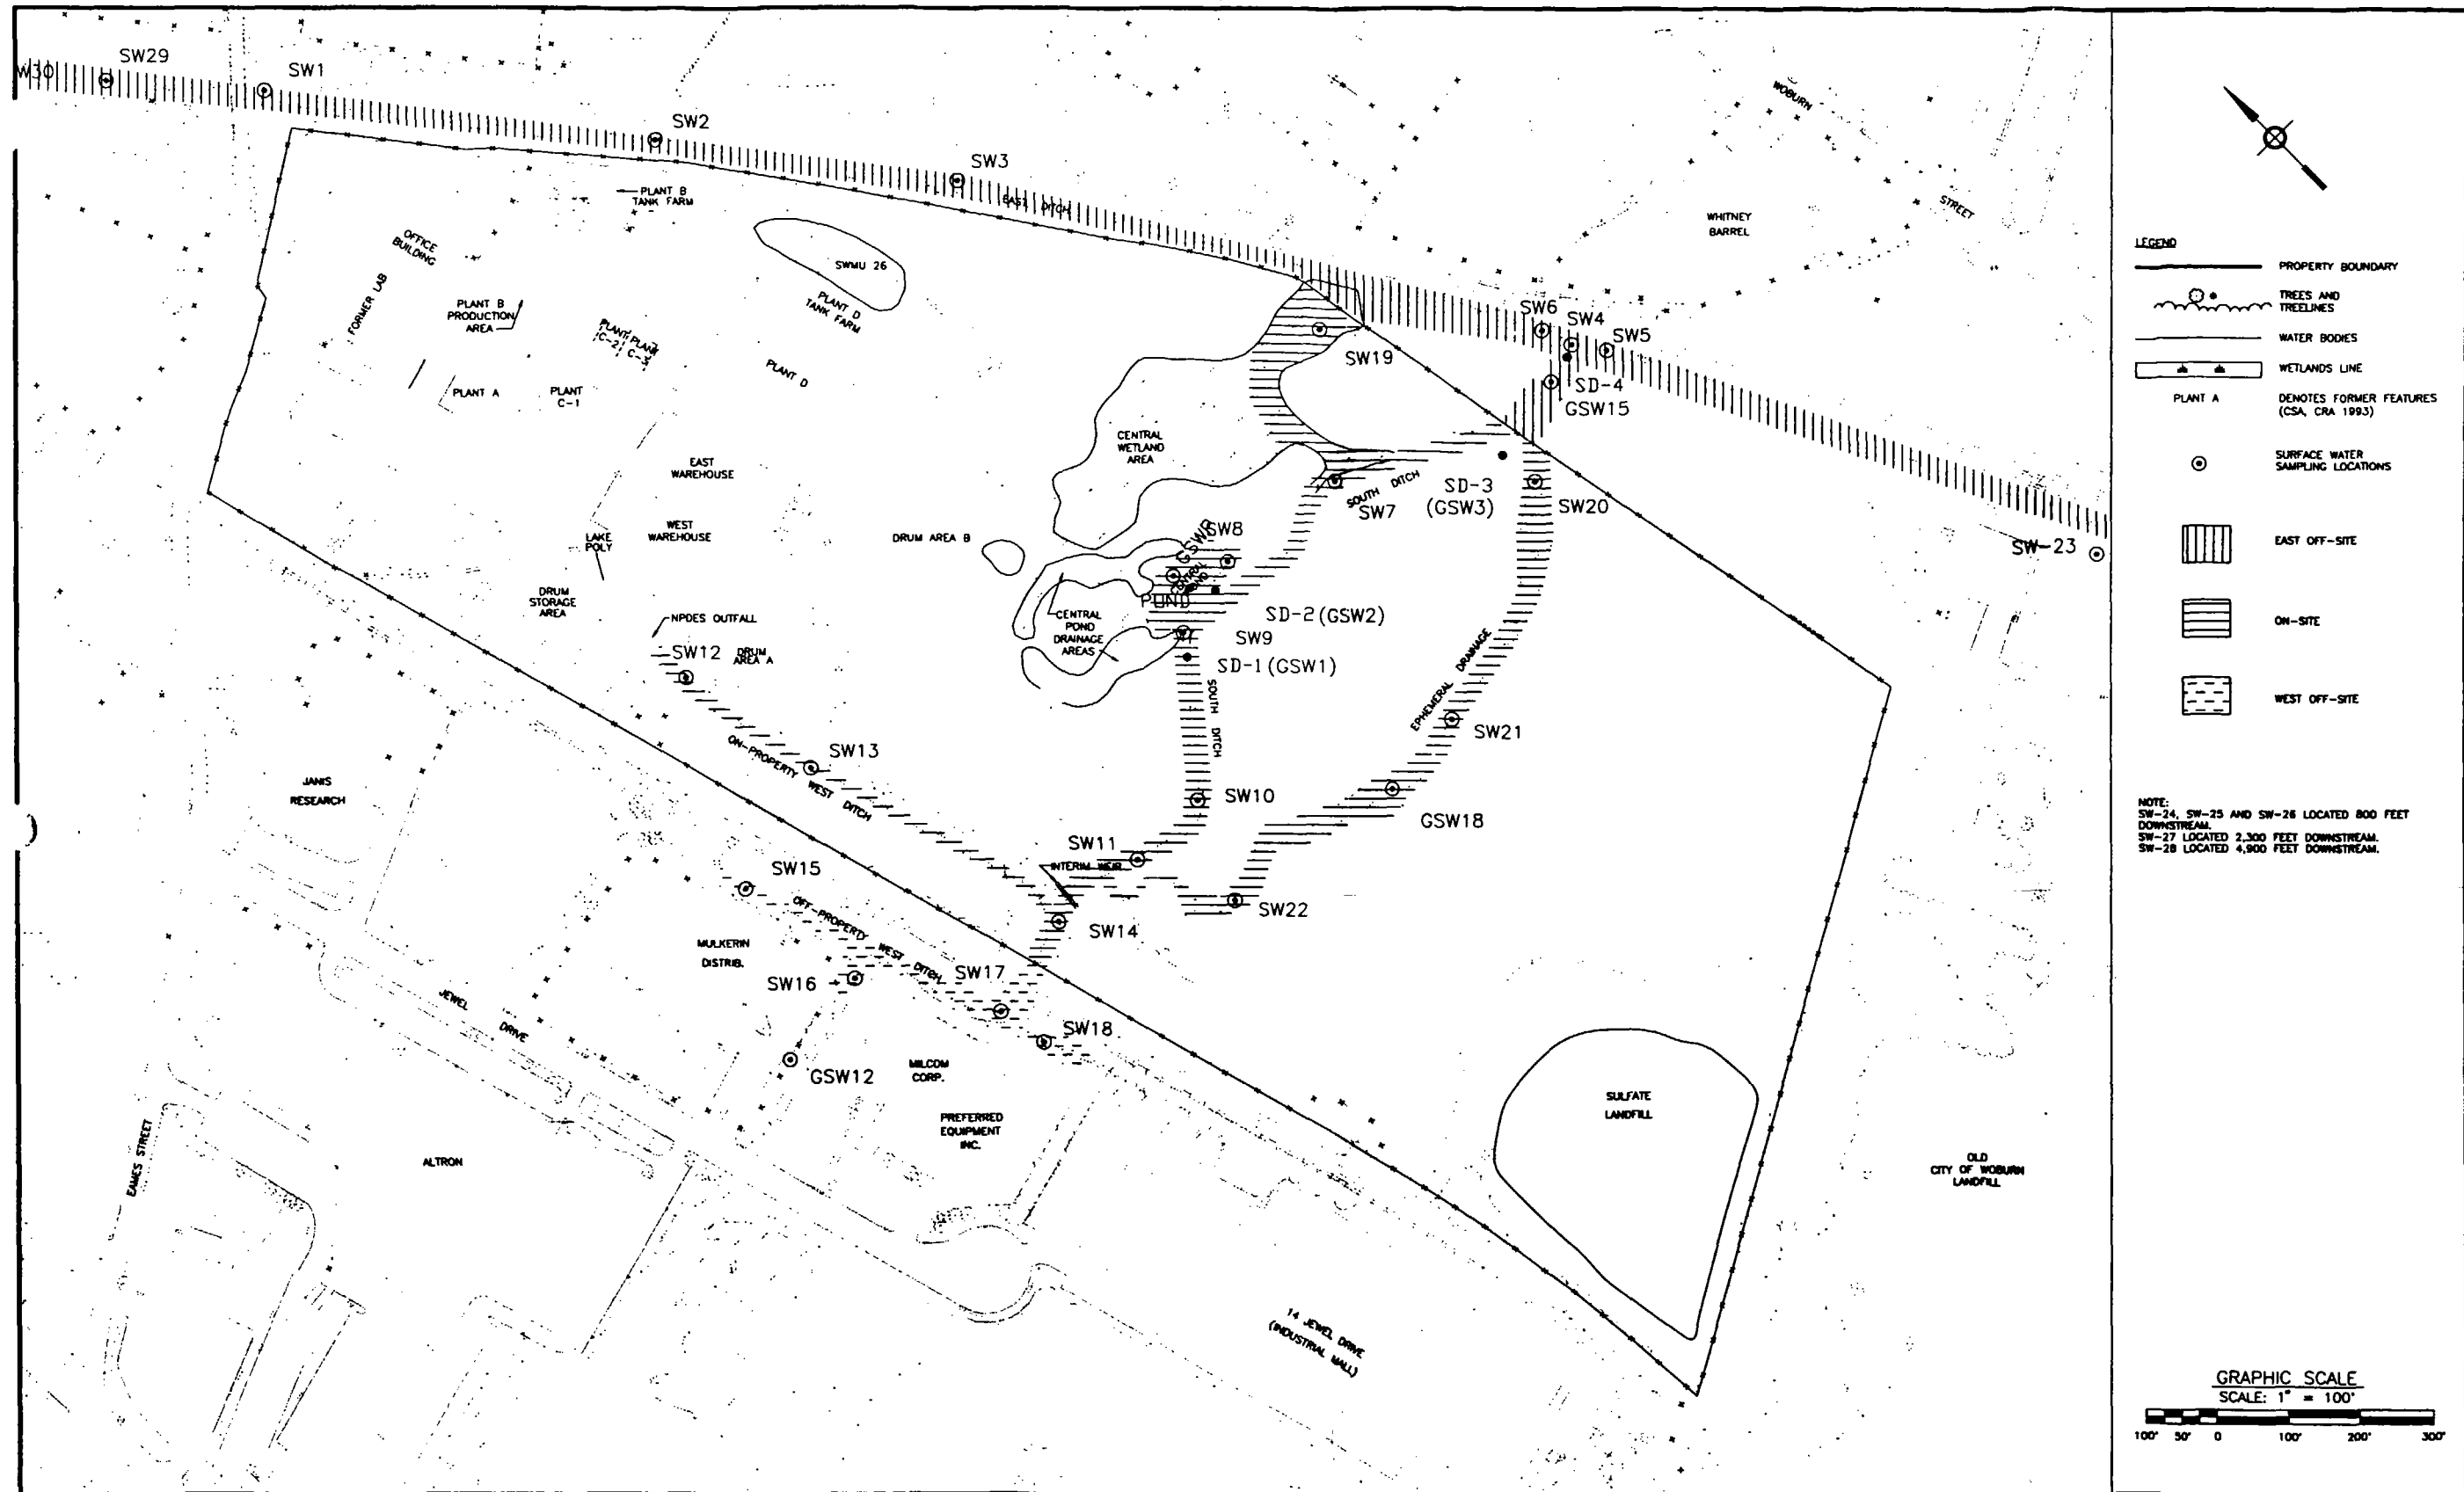 W30
SW29
SW1
SW2
SW3
EAST DITCH
PLANT B
TANK FARM
OFFICE
BUILDING
FORMER LAB
PLANT B
PRODUCTION
AREA
SWMU 26
PLANT D
TANK FARM
PLANT
C-2
PLANT
C-3
PLANT A
PLANT
C-1
PLANT D
WOBURN
STREET
WHITNEY
BARREL
SW6
SW4
SW5
SW19
SD-4
GSW15
CENTRAL
WETLAND
AREA
EAST
WAREHOUSE
WEST
WAREHOUSE
LAKE
POLY
DRUM AREA B
SOUTH DITCH
SW7
SD-3
(GSW3)
SW20
SW-23
SW8
CENTRAL
POND
POND
DRUM
STORAGE
AREA
NPDES OUTFALL
SW12
DRUM
AREA A
CENTRAL
POND
DRAINAGE
AREAS
SD-2(GSW2)
SW9
SD-1(GSW1)
SOUTH DITCH
EPHEMERAL DRAINAGE
SW21
SW13
ON-PROPERTY WEST DITCH
JANIS
RESEARCH
SW10
GSW18
SW11
INTERIM WEIR
SW22
SW14
SW15
OFF-PROPERTY WEST DITCH
MULKERIN
DISTRIB.
SW16
SW17
SW18
GSW12
JEWEL DRIVE
MILCOM
CORP.
PREFERRED
EQUIPMENT
INC.
EAMES STREET
ALTRON
SULFATE
LANDFILL
OLD
CITY OF WOBURN
LANDFILL
14 JEWEL DRIVE
(INDUSTRIAL MALL)
LEGEND
PROPERTY BOUNDARY
TREES AND
TREELINES
WATER BODIES
WETLANDS LINE
PLANT A
DENOTES FORMER FEATURES
(CSA, CRA 1993)
SURFACE WATER
SAMPLING LOCATIONS
EAST OFF-SITE
ON-SITE
WEST OFF-SITE
NOTE:
SW-24, SW-25 AND SW-26 LOCATED 800 FEET
DOWNSTREAM.
SW-27 LOCATED 2,300 FEET DOWNSTREAM.
SW-28 LOCATED 4,900 FEET DOWNSTREAM.
GRAPHIC SCALE
SCALE: 1" = 100'
100' 50' 0 100' 200' 300'